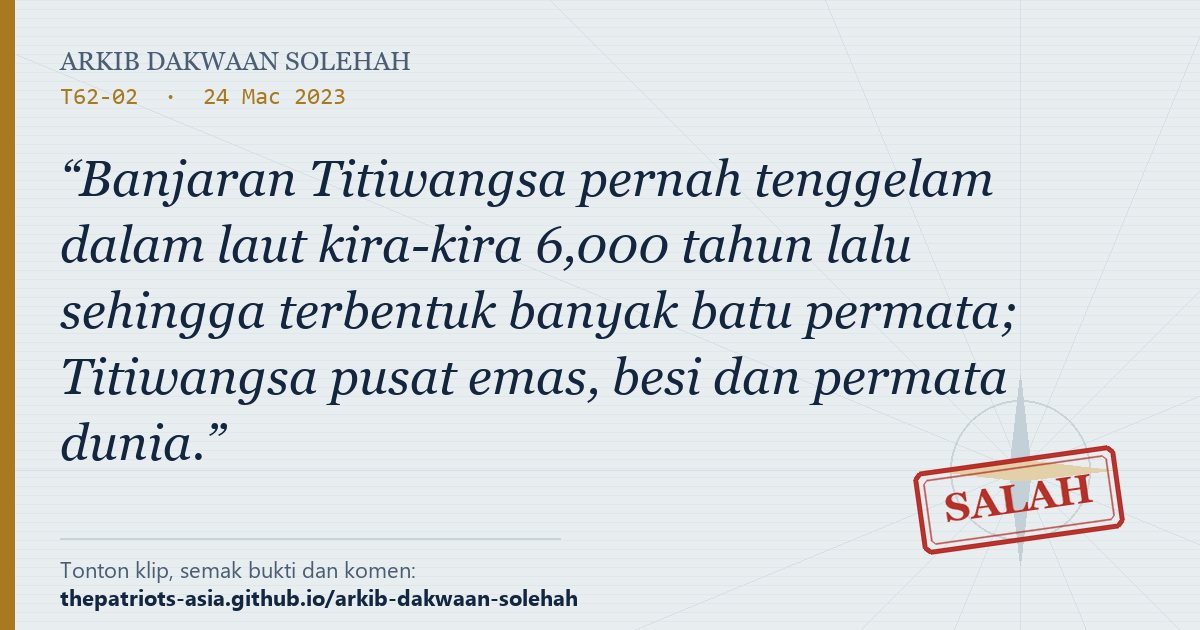 ARKIB DAKWAAN SOLEHAH
T62-02 · 24 Mac 2023
“Banjaran Titiwangsa pernah tenggelam
dalam laut kira-kira 6,000 tahun lalu
sehingga terbentuk banyak batu permata;
Titiwangsa pusat emas, besi dan permata
dunia.”
SALAH
Tonton klip, semak bukti dan komen:
thepatriots-asia.github.io/arkib-dakwaan-solehah